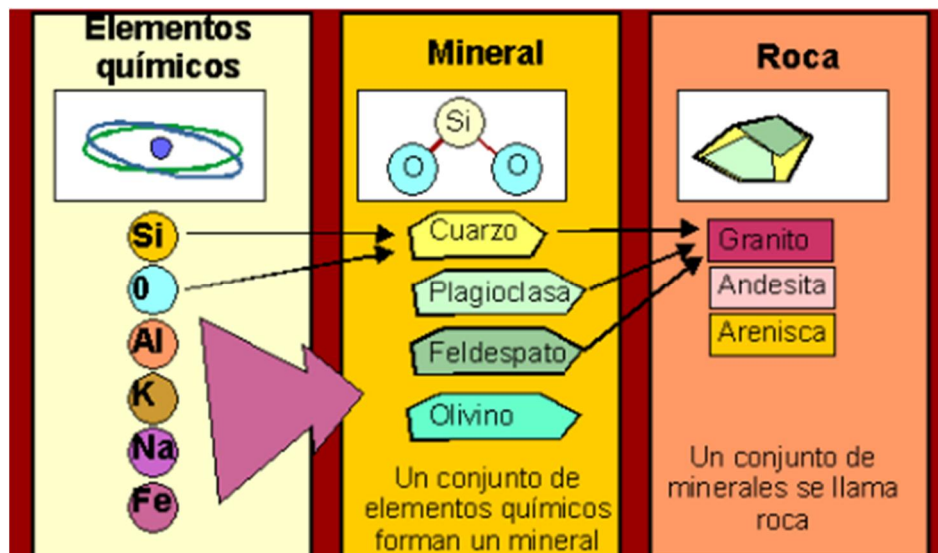 Elementos
químicos
Si
0
Al
K
Na
Fe
Mineral
Si
O
O
Cuarzo
Plagioclasa
Feldespato
Olivino
Un conjunto de
elementos químicos
forman un mineral
Roca
Granito
Andesita
Arenisca
Un conjunto de
minerales se llama
roca